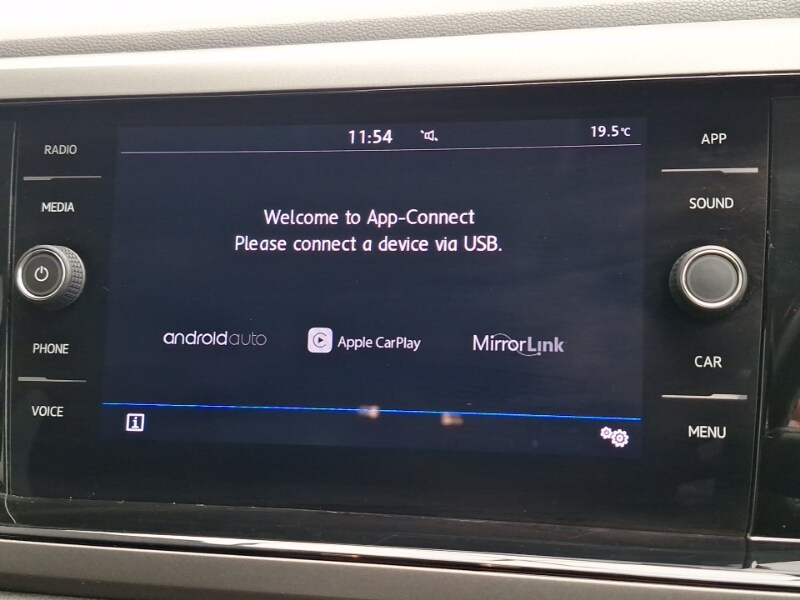 11:54 19.5°C
RADIO
MEDIA
PHONE
VOICE
Welcome to App-Connect
Please connect a device via USB.
androidauto Apple CarPlay MirrorLink
i
APP
SOUND
CAR
MENU